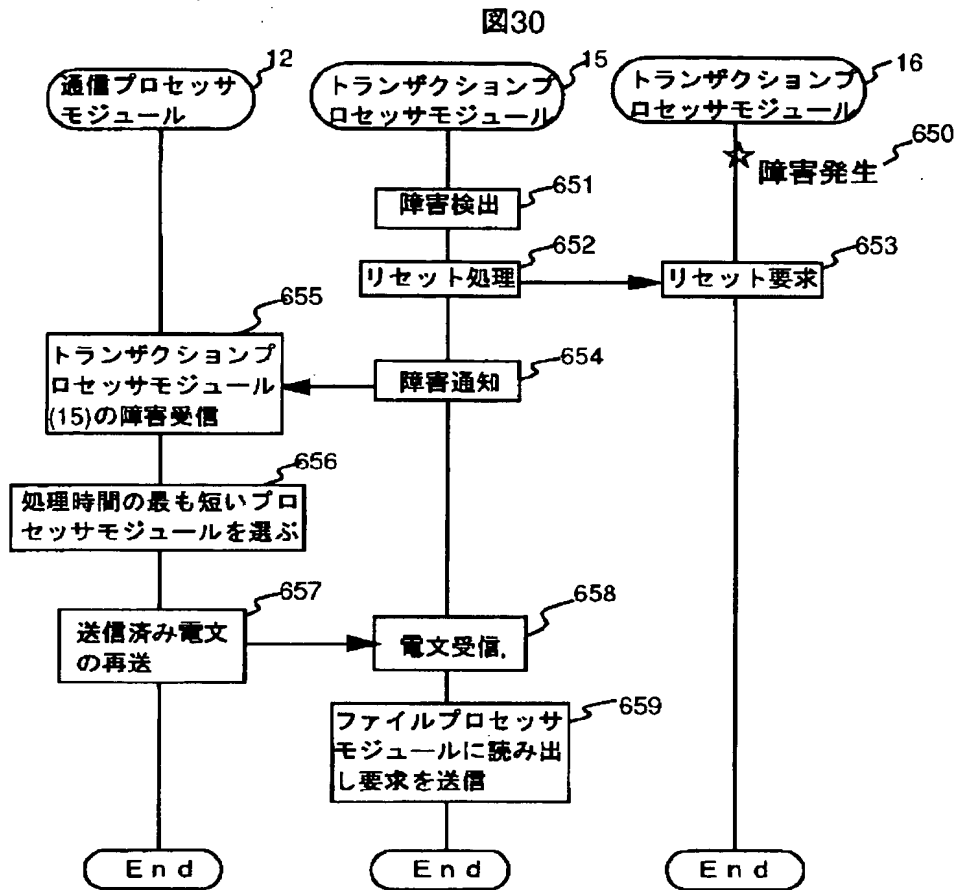 図30
12
通信プロセッサ
モジュール
15
トランザクションプ
ロセッサモジュール
16
トランザクションプ
ロセッサモジュール
650
障害発生
651
障害検出
652
リセット処理
653
リセット要求
655
トランザクションプ
ロセッサモジュール
(15)の障害受信
654
障害通知
656
処理時間の最も短いプロ
セッサモジュールを選ぶ
657
送信済み電文
の再送
658
電文受信.
659
ファイルプロセッサ
モジュールに読み出
し要求を送信
End
End
End